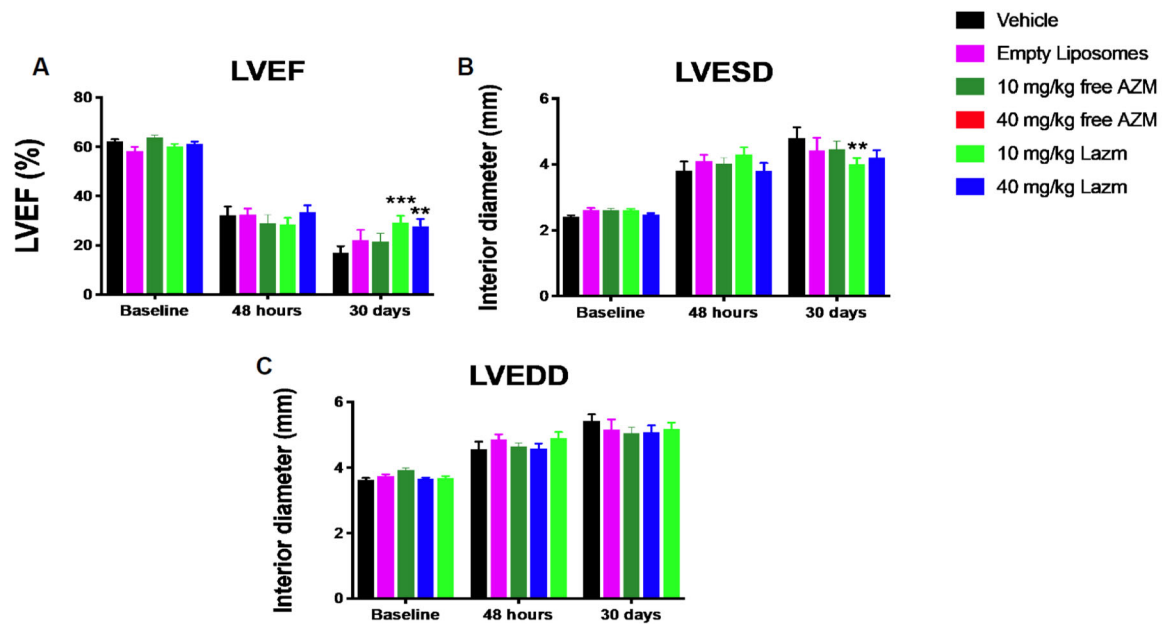 A
LVEF
LVEF (%)
80
60
40
20
0
***
**
Baseline
48 hours
30 days
B
LVESD
Interior diameter (mm)
6
4
2
0
**
Baseline
48 hours
30 days
Vehicle
Empty Liposomes
10 mg/kg free AZM
40 mg/kg free AZM
10 mg/kg Lazm
40 mg/kg Lazm
C
LVEDD
Interior diameter (mm)
6
4
2
0
Baseline
48 hours
30 days